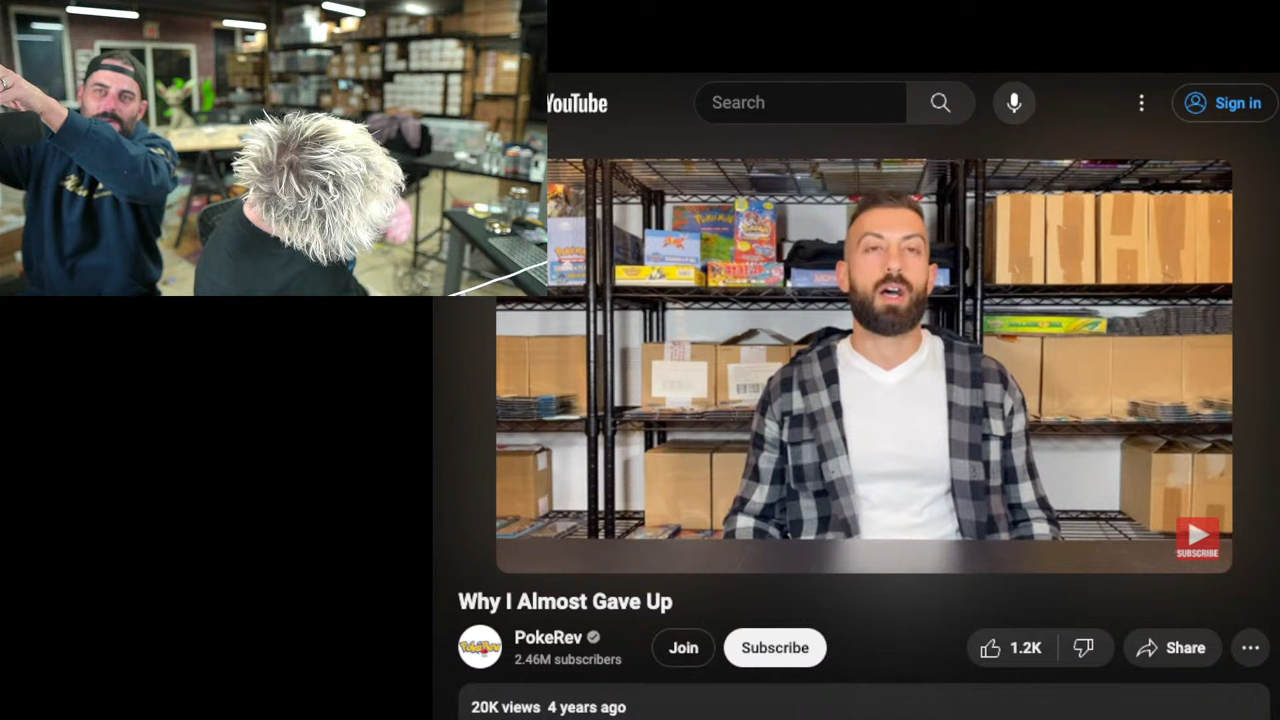 YouTube
Search
Sign in
POKÉMON
SUBSCRIBE
Why I Almost Gave Up
PokeRev
2.46M subscribers
Join
Subscribe
1.2K
Share
20K views 4 years ago